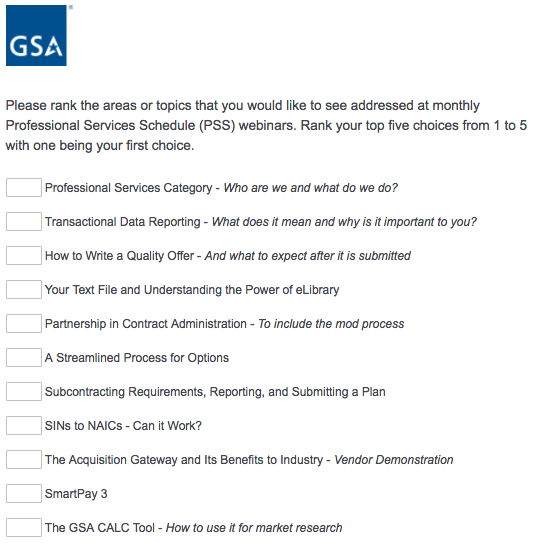 GSA
Please rank the areas or topics that you would like to see addressed at monthly
Professional Services Schedule (PSS) webinars. Rank your top five choices from 1 to 5
with one being your first choice.
Professional Services Category - Who are we and what do we do?
Transactional Data Reporting - What does it mean and why is it important to you?
How to Write a Quality Offer - And what to expect after it is submitted
Your Text File and Understanding the Power of eLibrary
Partnership in Contract Administration - To include the mod process
A Streamlined Process for Options
Subcontracting Requirements, Reporting, and Submitting a Plan
SINs to NAICs - Can it Work?
The Acquisition Gateway and Its Benefits to Industry - Vendor Demonstration
SmartPay 3
The GSA CALC Tool - How to use it for market research